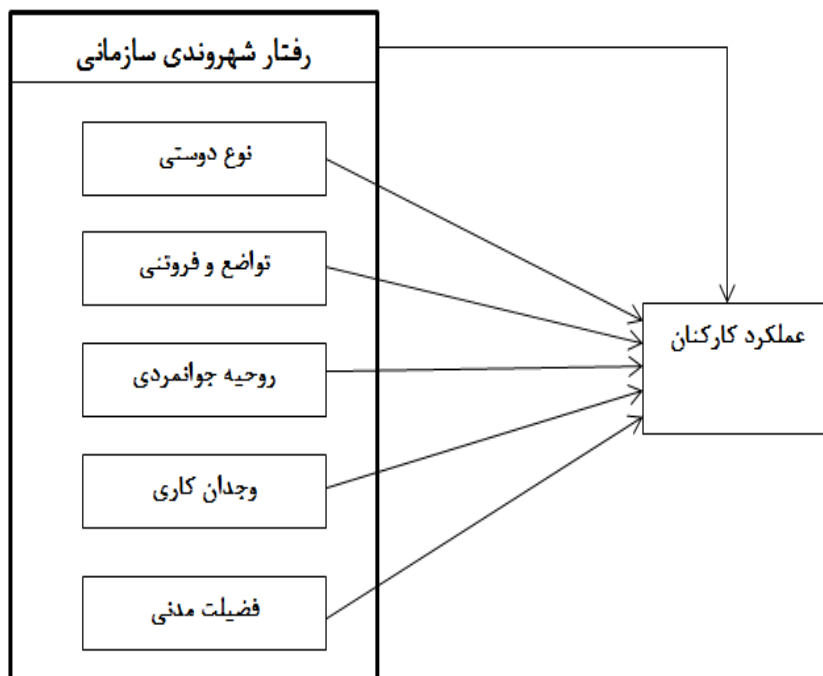 رفتار شهروندی سازمانی
نوع دوستی
تواضع و فروتنی
روحیه جوانمردی
وجدان کاری
فضیلت مدنی
عملکرد کارکنان